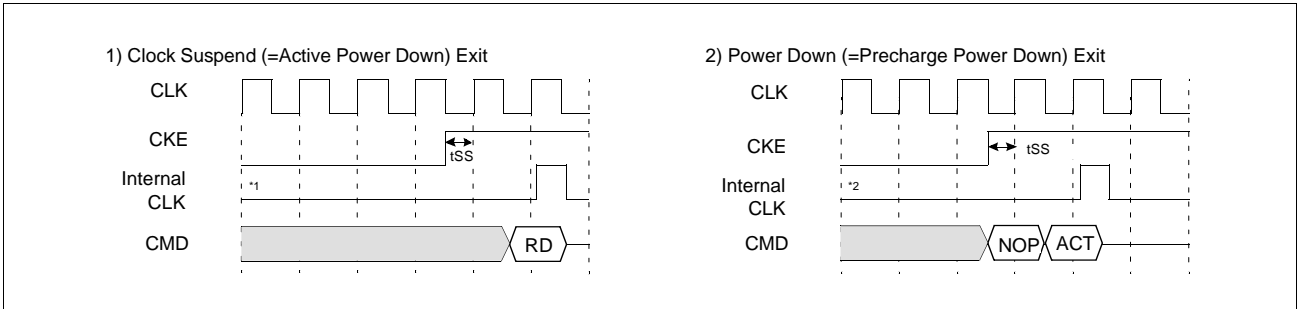 1) Clock Suspend (=Active Power Down) Exit
CLK
CKE
tSS
Internal
CLK
*1
CMD
RD
2) Power Down (=Precharge Power Down) Exit
CLK
CKE
tSS
Internal
CLK
*2
CMD
NOP
ACT